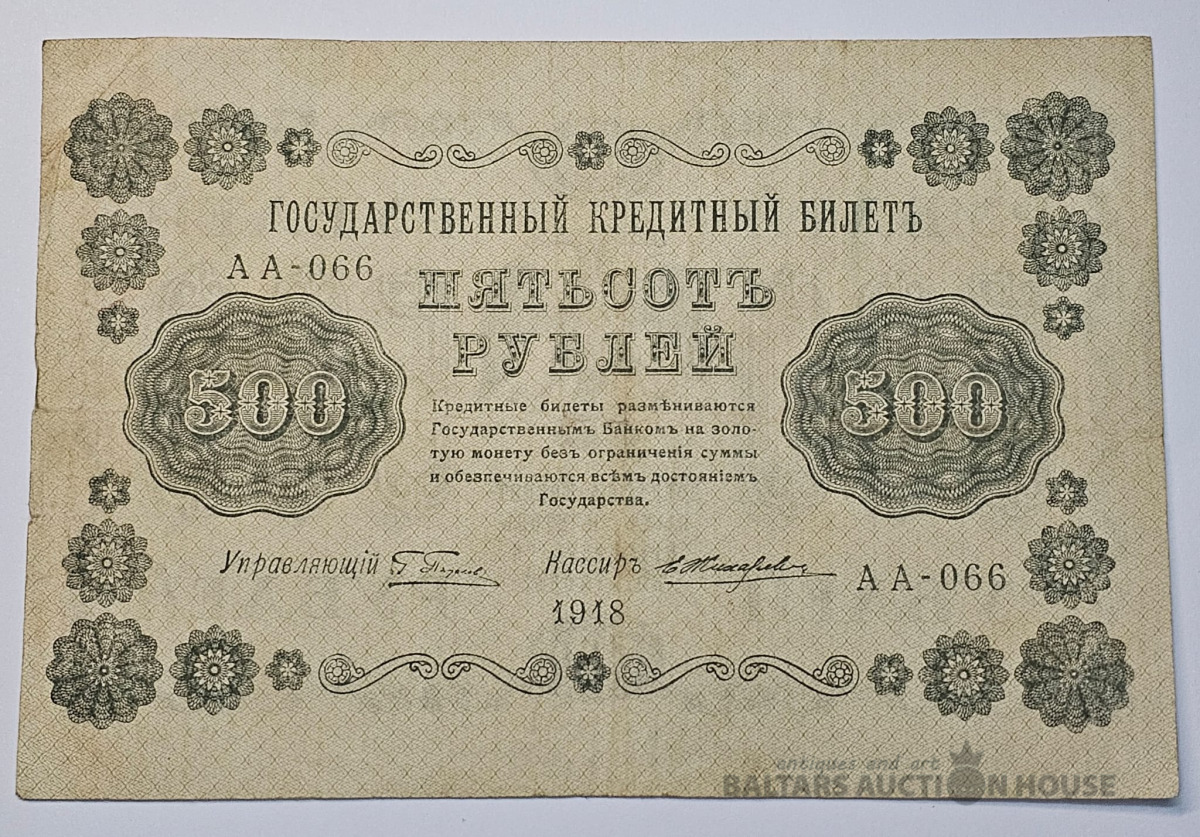 ГОСУДАРСТВЕННЫЙ КРЕДИТНЫЙ БИЛЕТЪ
АА-066
ПЯТЬСОТЪ
РУБЛЕЙ
500
500
Кредитные билеты размѣниваются
Государственнымъ Банкомъ на золо-
тую монету безъ ограниченія суммы
и обезпечиваются всѣмъ достояніемъ
Государства.
Управляющій
Кассиръ
АА-066
1918
antiques and art
BALTARS AUCTION HOUSE